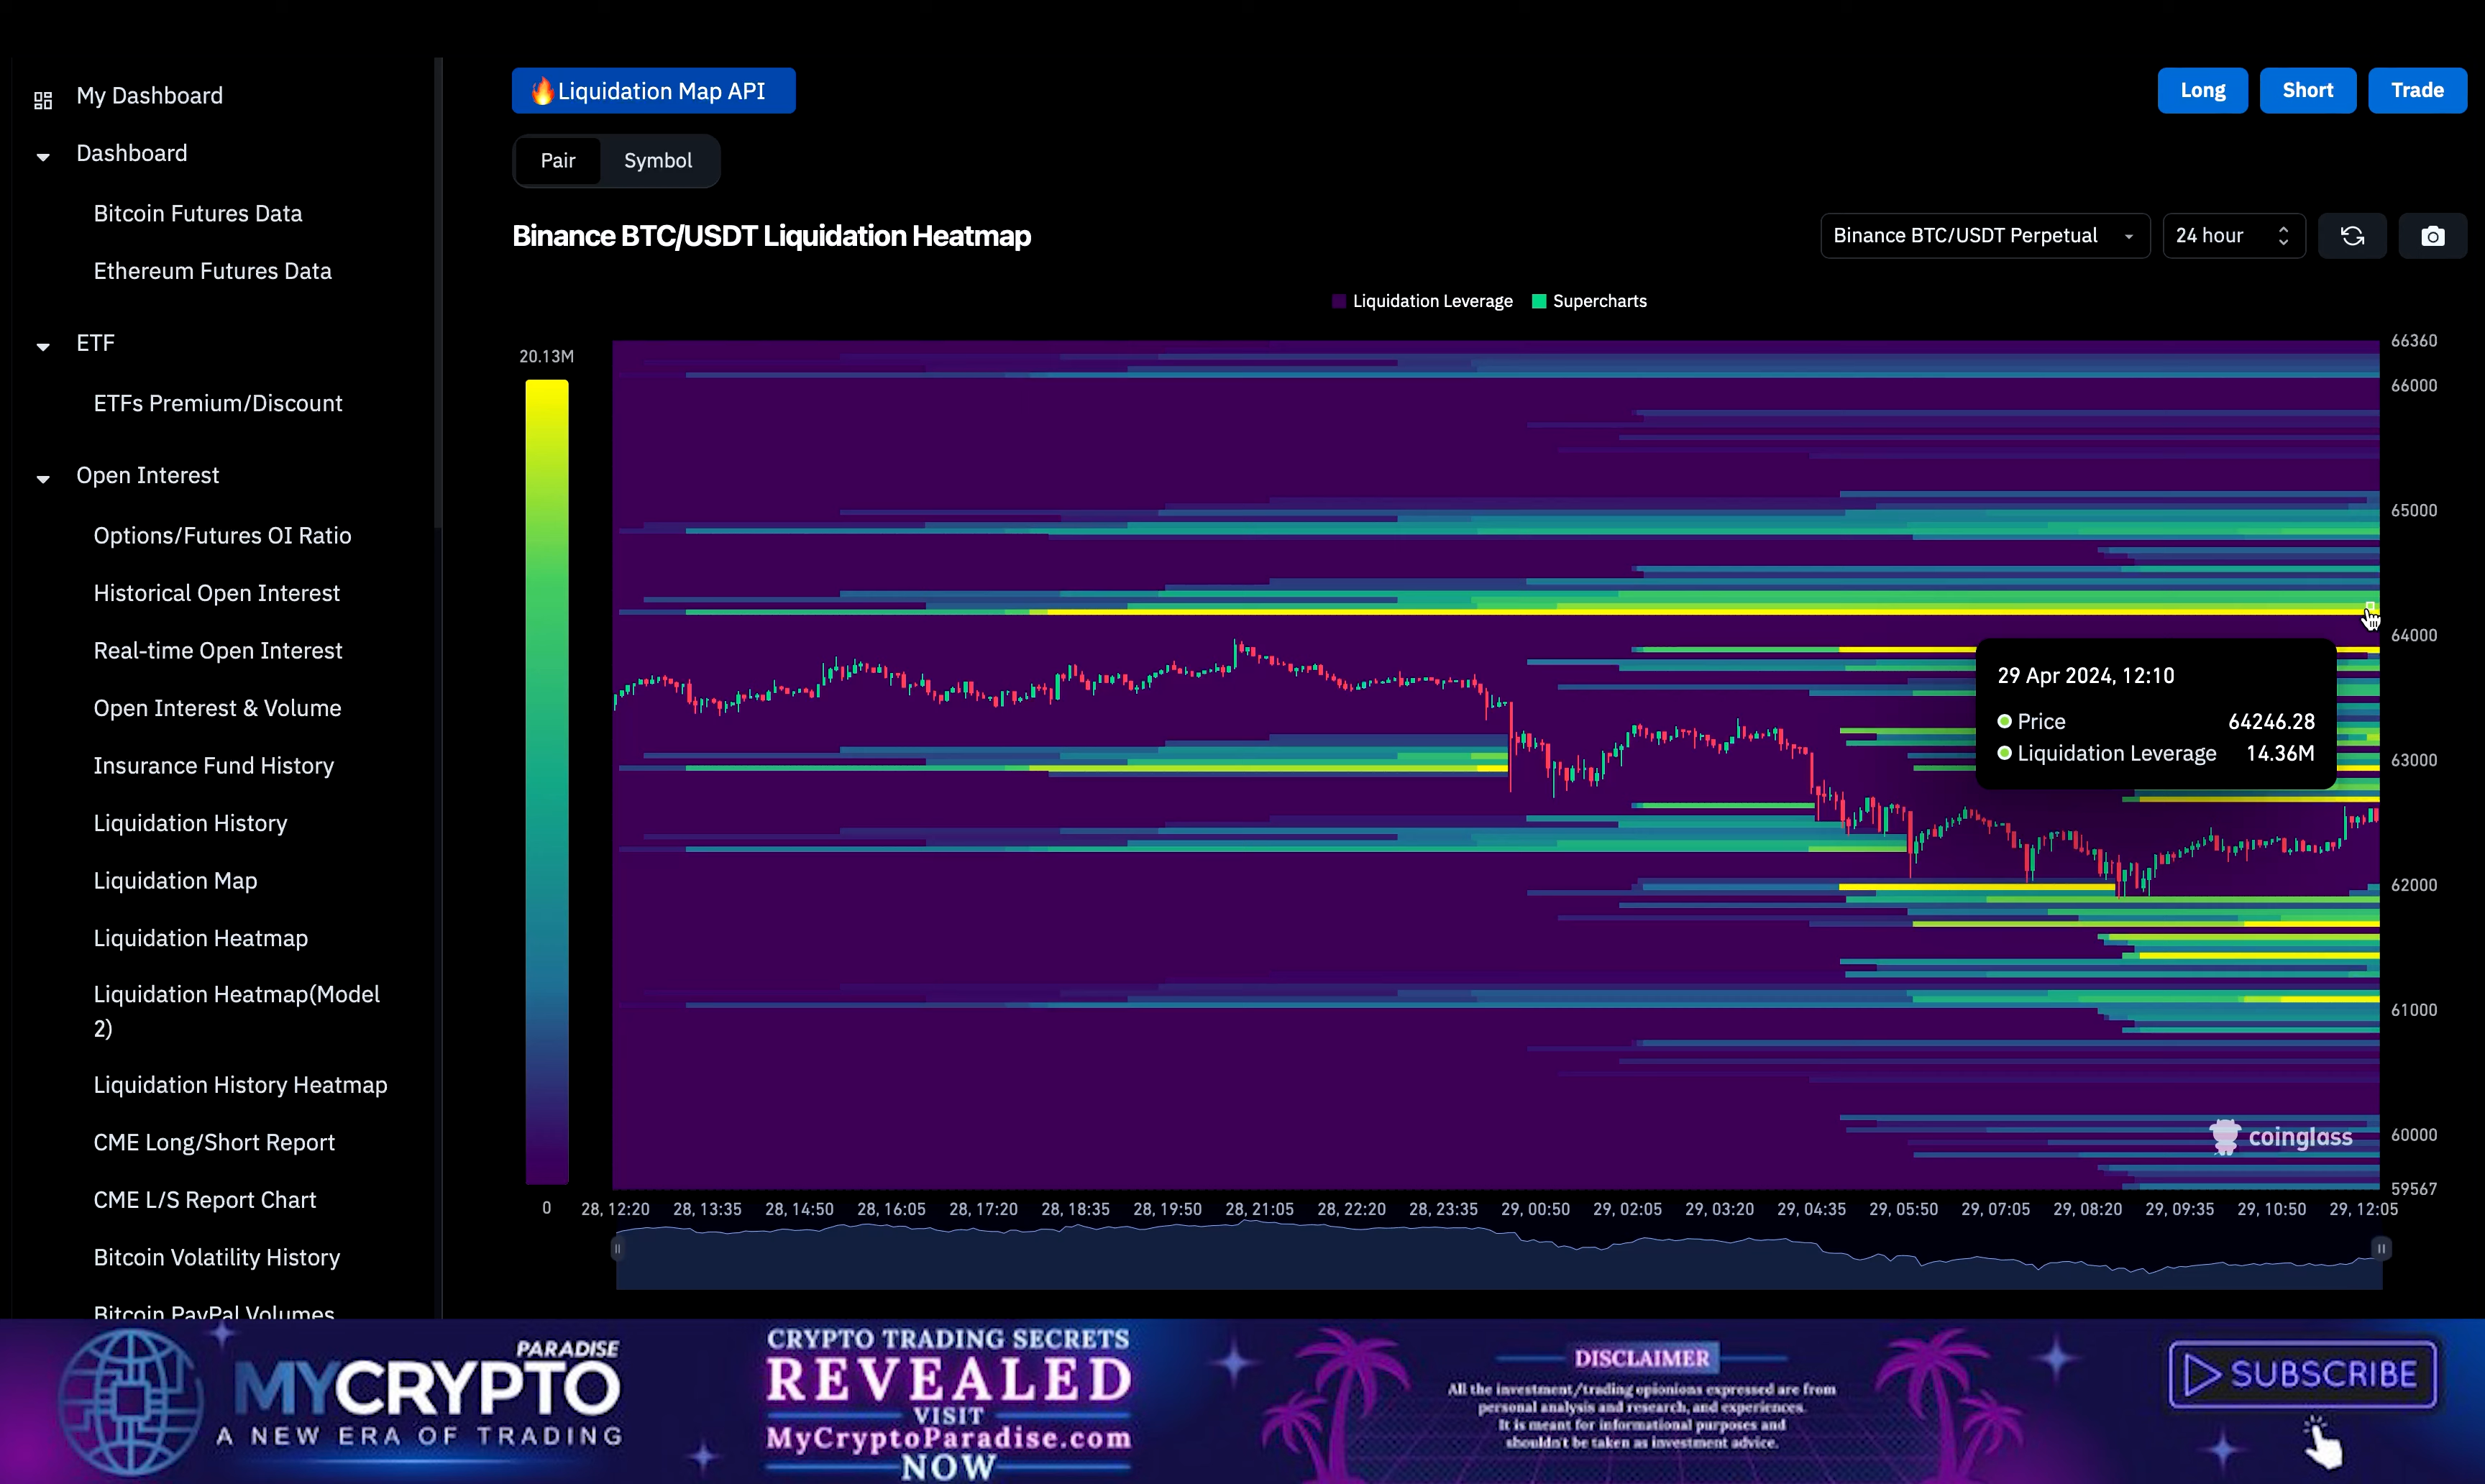 My Dashboard
Dashboard
Bitcoin Futures Data
Ethereum Futures Data
ETF
ETFs Premium/Discount
Open Interest
Options/Futures OI Ratio
Historical Open Interest
Real-time Open Interest
Open Interest & Volume
Insurance Fund History
Liquidation History
Liquidation Map
Liquidation Heatmap
Liquidation Heatmap(Model
2)
Liquidation History Heatmap
CME Long/Short Report
CME L/S Report Chart
Bitcoin Volatility History
Bitcoin PayPal Volumes
🔥Liquidation Map API
Long Short Trade
Pair Symbol
Binance BTC/USDT Liquidation Heatmap
Binance BTC/USDT Perpetual 24 hour
Liquidation Leverage Supercharts
20.13M
0
66360
66000
65000
64000
63000
62000
61000
60000
59567
29 Apr 2024, 12:10
Price 64246.28
Liquidation Leverage 14.36M
coinglass
28, 12:20 28, 13:35 28, 14:50 28, 16:05 28, 17:20 28, 18:35 28, 19:50 28, 21:05 28, 22:20 28, 23:35 29, 00:50 29, 02:05 29, 03:20 29, 04:35 29, 05:50 29, 07:05 29, 08:20 29, 09:35 29, 10:50 29, 12:05
PARADISE
MYCRYPTO
A NEW ERA OF TRADING
CRYPTO TRADING SECRETS
REVEALED
VISIT
MyCryptoParadise.com
NOW
DISCLAIMER
All the investment/trading opionions expressed are from
personal analysis and research, and experiences.
It is meant for informational purposes and
shouldn't be taken as investment advice.
SUBSCRIBE